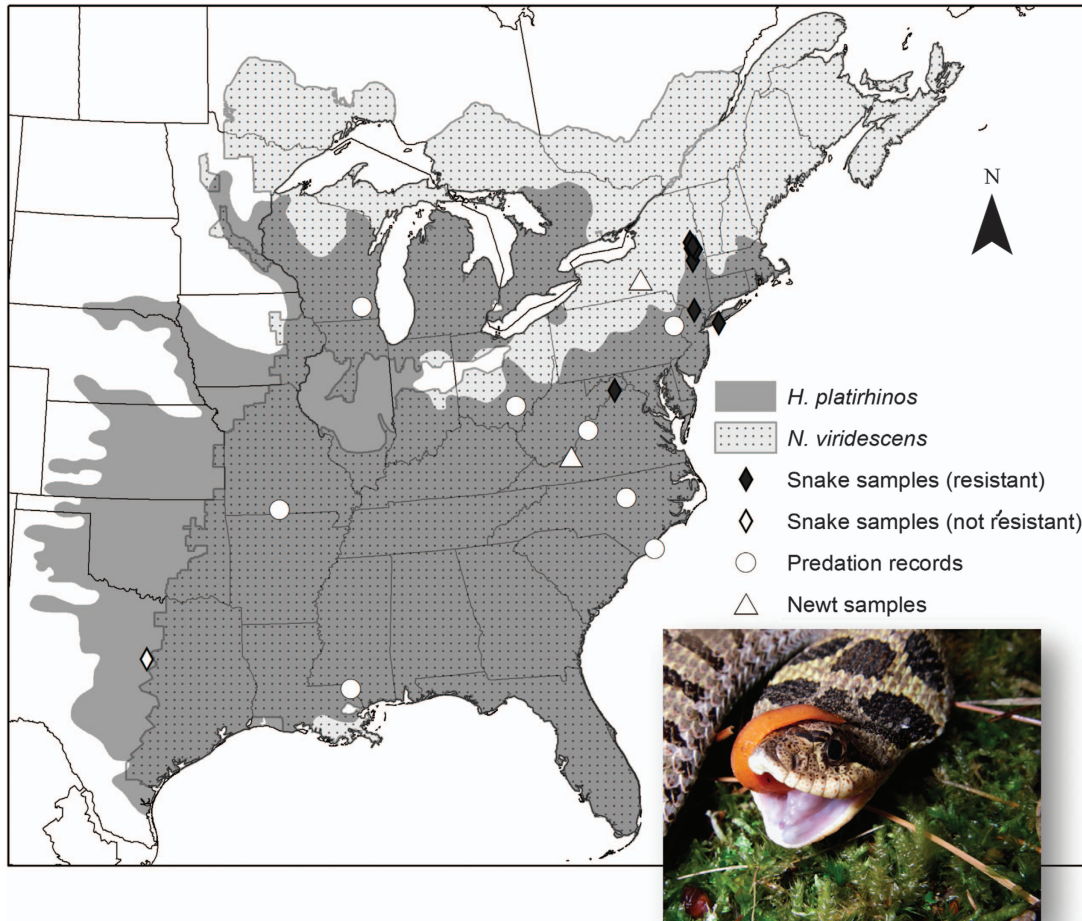 N
H. platirhinos
N. viridescens
Snake samples (resistant)
Snake samples (not resistant)
Predation records
Newt samples